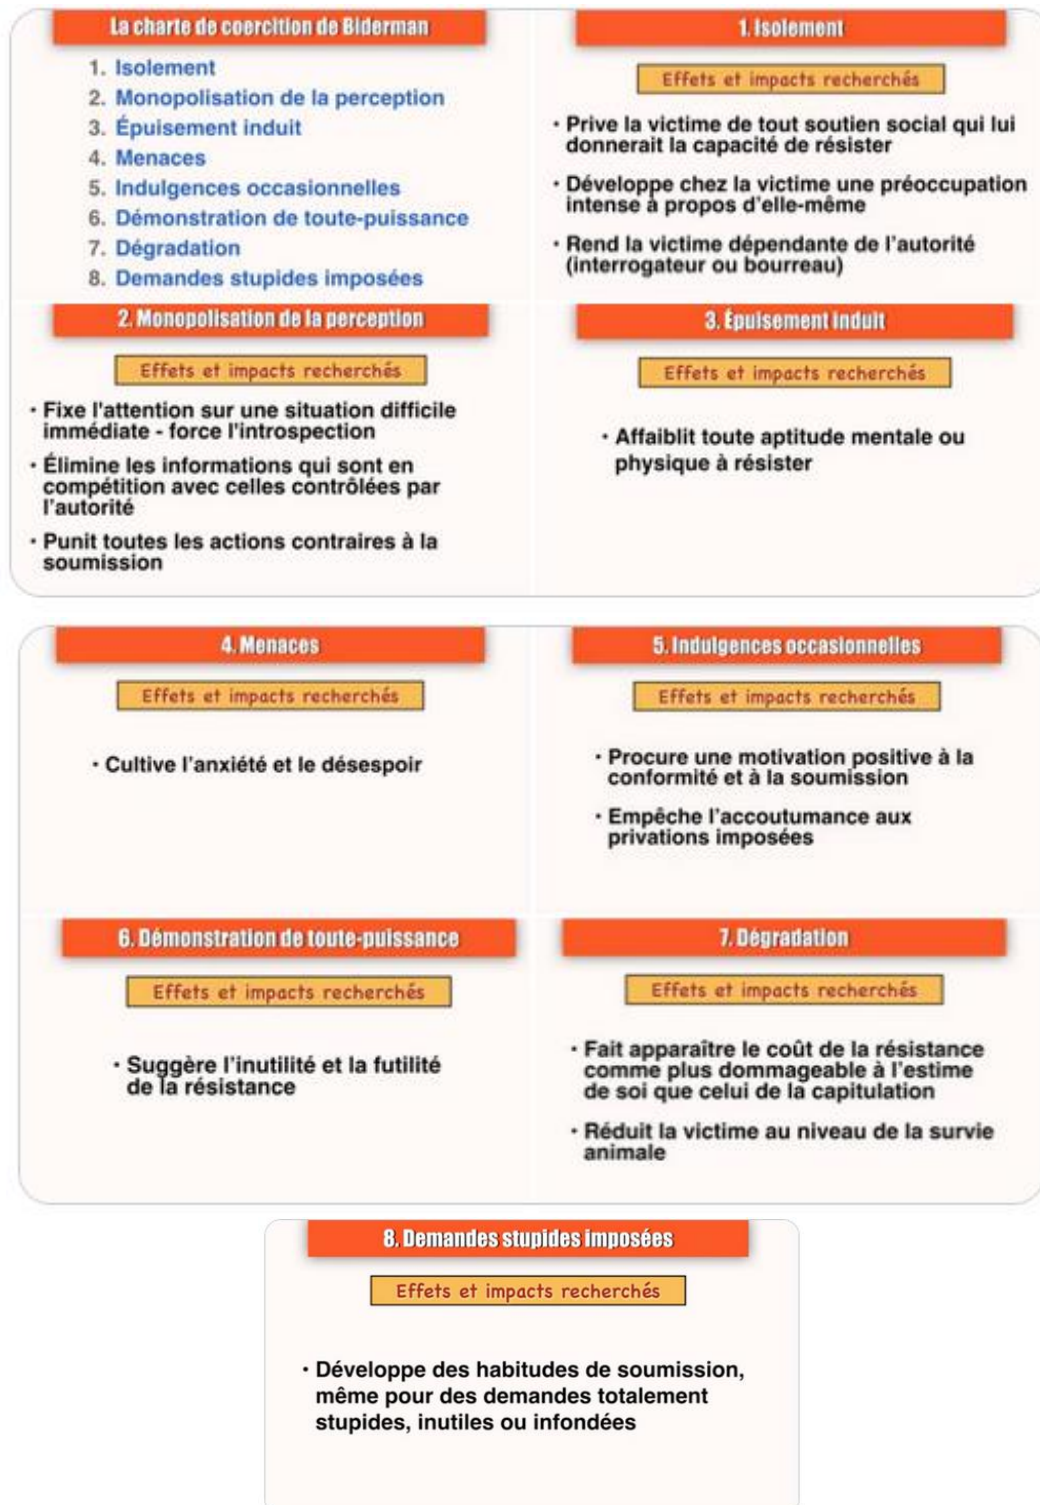 La charte de coercition de Biderman
1. Isolement
2. Monopolisation de la perception
3. Épuisement induit
4. Menaces
5. Indulgences occasionnelles
6. Démonstration de toute-puissance
7. Dégradation
8. Demandes stupides imposées
1. Isolement
Effets et impacts recherchés
• Prive la victime de tout soutien social qui lui
donnerait la capacité de résister
• Développe chez la victime une préoccupation
intense à propos d'elle-même
• Rend la victime dépendante de l'autorité
(interrogateur ou bourreau)
2. Monopolisation de la perception
Effets et impacts recherchés
• Fixe l'attention sur une situation difficile
immédiate - force l'introspection
• Élimine les informations qui sont en
compétition avec celles contrôlées par
l'autorité
• Punit toutes les actions contraires à la
soumission
3. Épuisement induit
Effets et impacts recherchés
• Affaiblit toute aptitude mentale ou
physique à résister
4. Menaces
Effets et impacts recherchés
• Cultive l'anxiété et le désespoir
5. Indulgences occasionnelles
Effets et impacts recherchés
• Procure une motivation positive à la
conformité et à la soumission
• Empêche l'accoutumance aux
privations imposées
6. Démonstration de toute-puissance
Effets et impacts recherchés
• Suggère l'inutilité et la futilité
de la résistance
7. Dégradation
Effets et impacts recherchés
• Fait apparaître le coût de la résistance
comme plus dommageable à l'estime
de soi que celui de la capitulation
• Réduit la victime au niveau de la survie
animale
8. Demandes stupides imposées
Effets et impacts recherchés
• Développe des habitudes de soumission,
même pour des demandes totalement
stupides, inutiles ou infondées